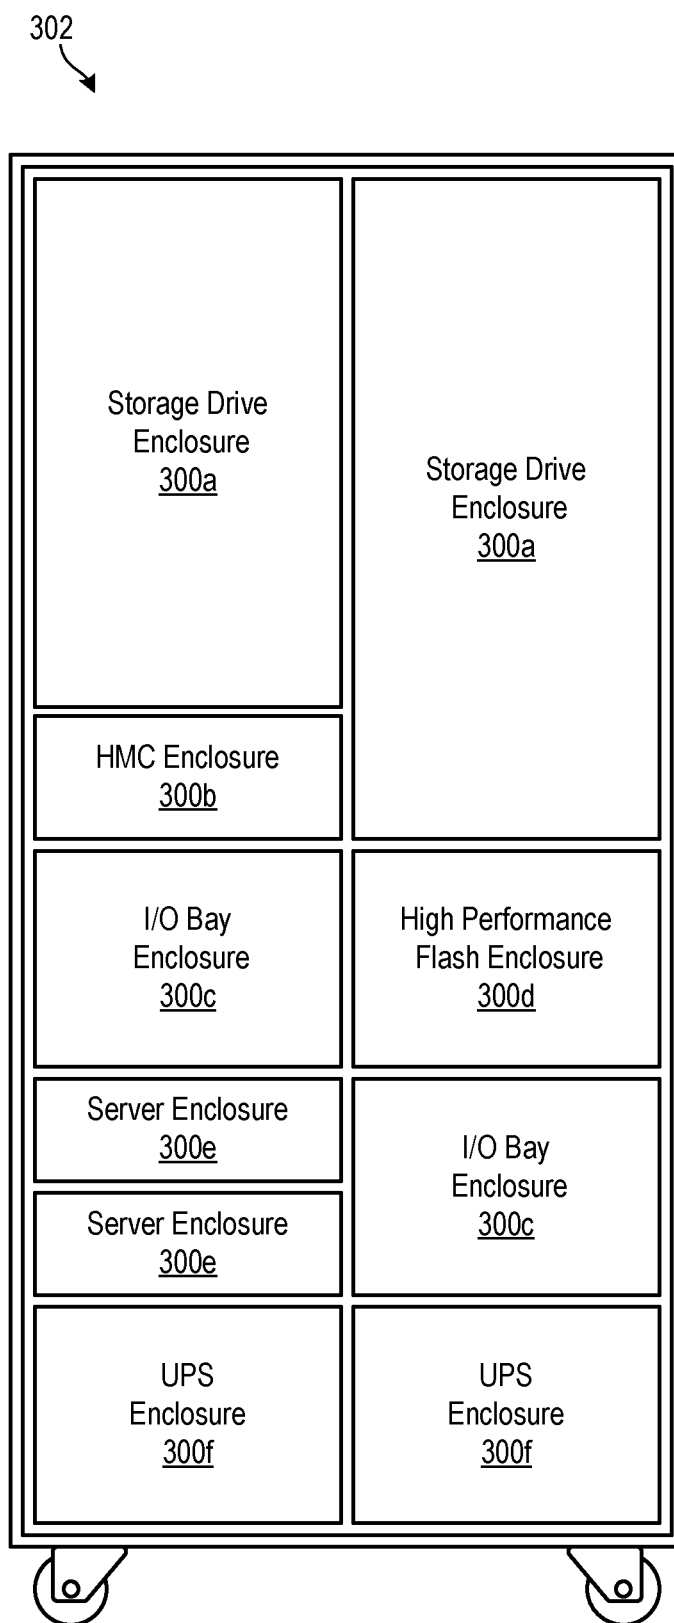 302
Storage Drive
Enclosure
300a
Storage Drive
Enclosure
300a
HMC Enclosure
300b
I/O Bay
Enclosure
300c
High Performance
Flash Enclosure
300d
Server Enclosure
300e
I/O Bay
Enclosure
300c
Server Enclosure
300e
UPS
Enclosure
300f
UPS
Enclosure
300f